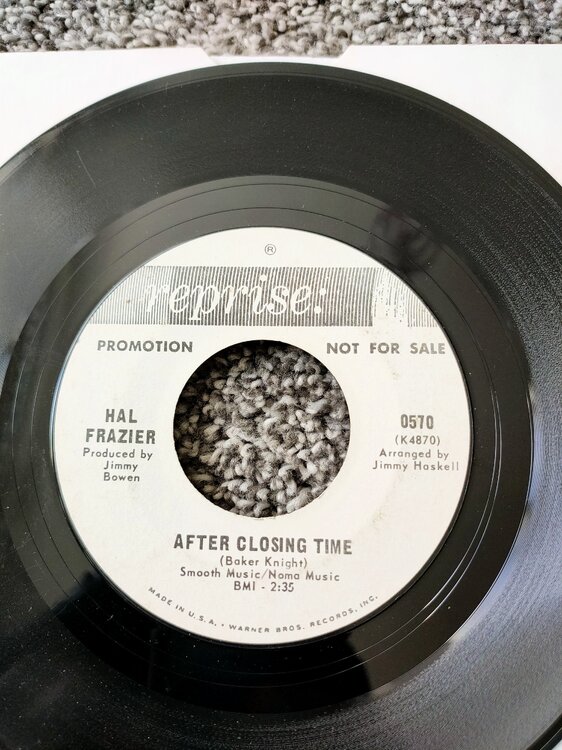 ®
reprise:
PROMOTION
NOT FOR SALE
HAL
FRAZIER
Produced by
Jimmy
Bowen
0570
(K4870)
Arranged by
Jimmy Haskell
AFTER CLOSING TIME
(Baker Knight)
Smooth Music/Noma Music
BMI - 2:35
MADE IN U.S.A. • WARNER BROS. RECORDS, INC.